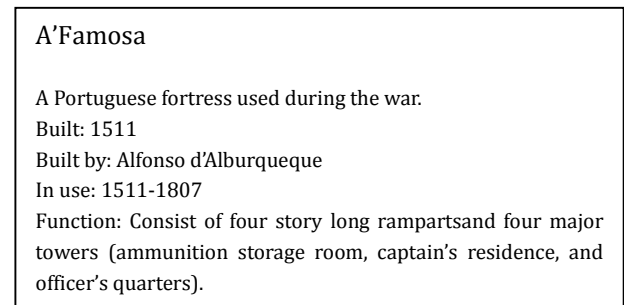 A’Famosa
A Portuguese fortress used during the war.
Built: 1511
Built by: Alfonso d’Alburqueque
In use: 1511-1807
Function: Consist of four story long rampartsand four major
towers (ammunition storage room, captain’s residence, and
officer’s quarters).